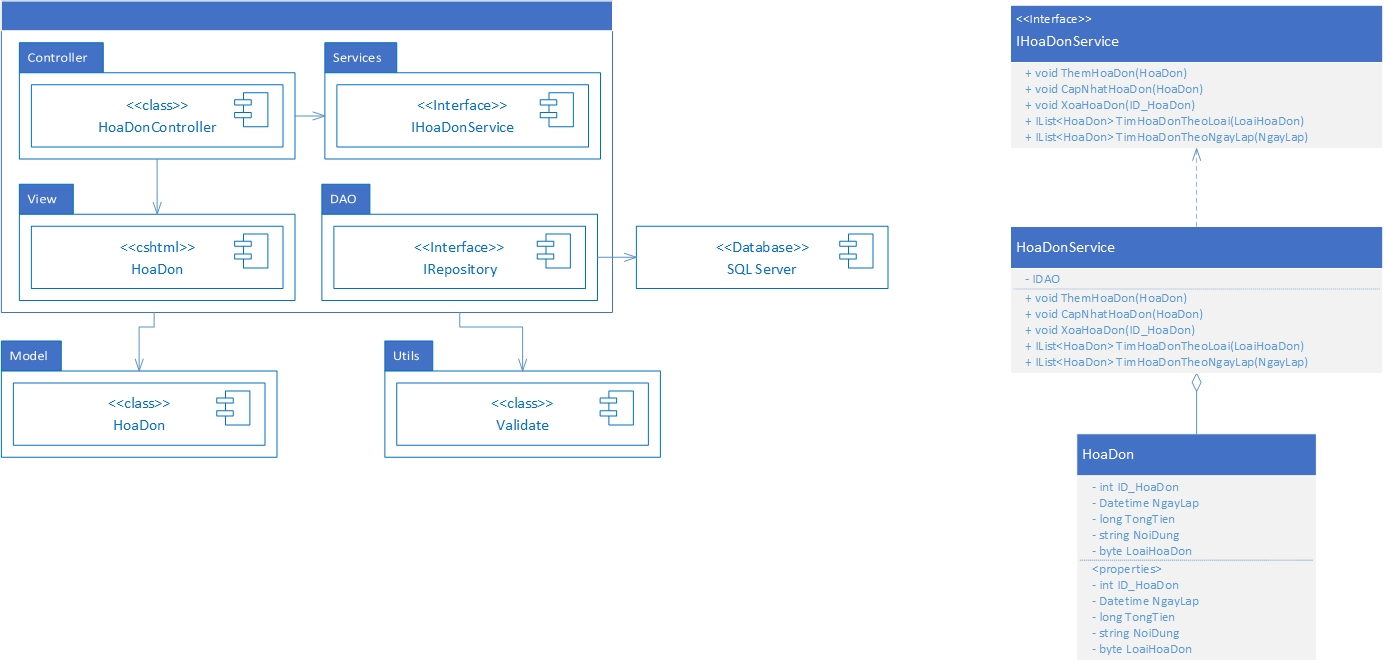 Controller
<<class>>
HoaDonController
Services
<<Interface>>
IHoaDonService
View
<<cshtml>>
HoaDon
DAO
<<Interface>>
IRepository
<<Database>>
SQL Server
Model
<<class>>
HoaDon
Utils
<<class>>
Validate
<<Interface>>
IHoaDonService
+ void ThemHoaDon(HoaDon)
+ void CapNhatHoaDon(HoaDon)
+ void XoaHoaDon(ID_HoaDon)
+ IList<HoaDon> TimHoaDonTheoLoai(LoaiHoaDon)
+ IList<HoaDon> TimHoaDonTheoNgayLap(NgayLap)
HoaDonService
- IDAO
+ void ThemHoaDon(HoaDon)
+ void CapNhatHoaDon(HoaDon)
+ void XoaHoaDon(ID_HoaDon)
+ IList<HoaDon> TimHoaDonTheoLoai(LoaiHoaDon)
+ IList<HoaDon> TimHoaDonTheoNgayLap(NgayLap)
HoaDon
- int ID_HoaDon
- Datetime NgayLap
- long TongTien
- string NoiDung
- byte LoaiHoaDon
<properties>
- int ID_HoaDon
- Datetime NgayLap
- long TongTien
- string NoiDung
- byte LoaiHoaDon